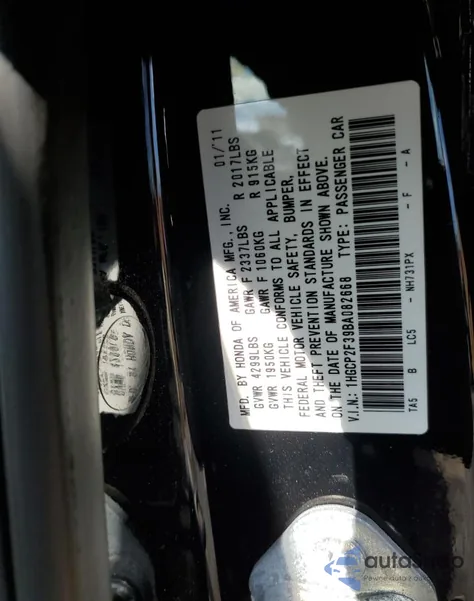 MFD. BY HONDA OF AMERICA MFG., INC. 01/'11
GVWR 4299LBS GAWR F 2337LBS R 2017LBS
GVWR 1950KG GAWR F 1060KG R 915KG
THIS VEHICLE CONFORMS TO ALL APPLICABLE
FEDERAL MOTOR VEHICLE SAFETY, BUMPER,
AND THEFT PREVENTION STANDARDS IN EFFECT
ON THE DATE OF MANUFACTURE SHOWN ABOVE.
V.I.N.: 1HGCP2F39BA082668 TYPE: PASSENGER CAR
TA5 B LC5 - NH731PX - F - A